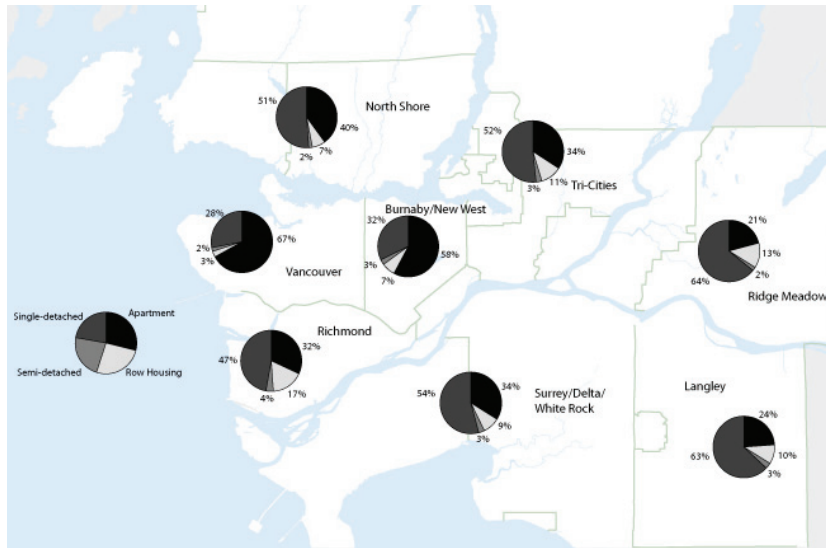 North Shore
51%
40%
7%
2%
52%
34%
11%
3%
Tri-Cities
Burnaby/New West
32%
58%
7%
3%
28%
67%
2%
3%
Vancouver
21%
13%
2%
64%
Ridge Meadow
Single-detached
Apartment
Semi-detached
Row Housing
Richmond
47%
32%
17%
4%
54%
34%
9%
3%
Surrey/Delta/
White Rock
Langley
24%
10%
3%
63%